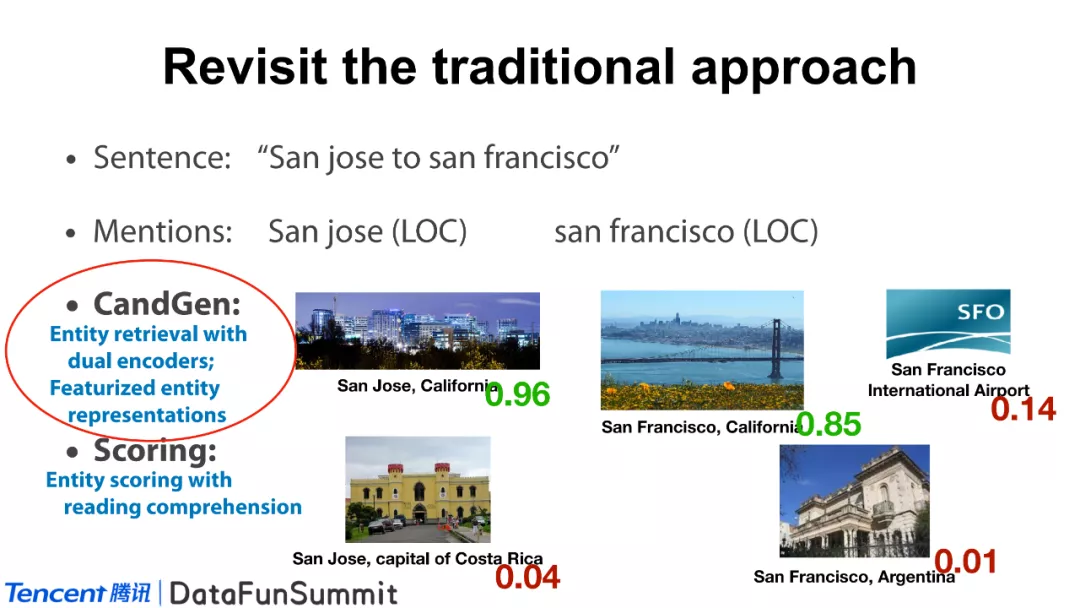 Revisit the traditional approach
• Sentence: “San jose to san francisco”
• Mentions: San jose (LOC) san francisco (LOC)
• CandGen:
Entity retrieval with
dual encoders;
Featurized entity
representations
San Jose, California
0.96
San Francisco, California
0.85
SFO
San Francisco
International Airport
0.14
• Scoring:
Entity scoring with
reading comprehension
San Jose, capital of Costa Rica
0.04
San Francisco, Argentina
0.01
Tencent 腾讯 | DataFunSummit